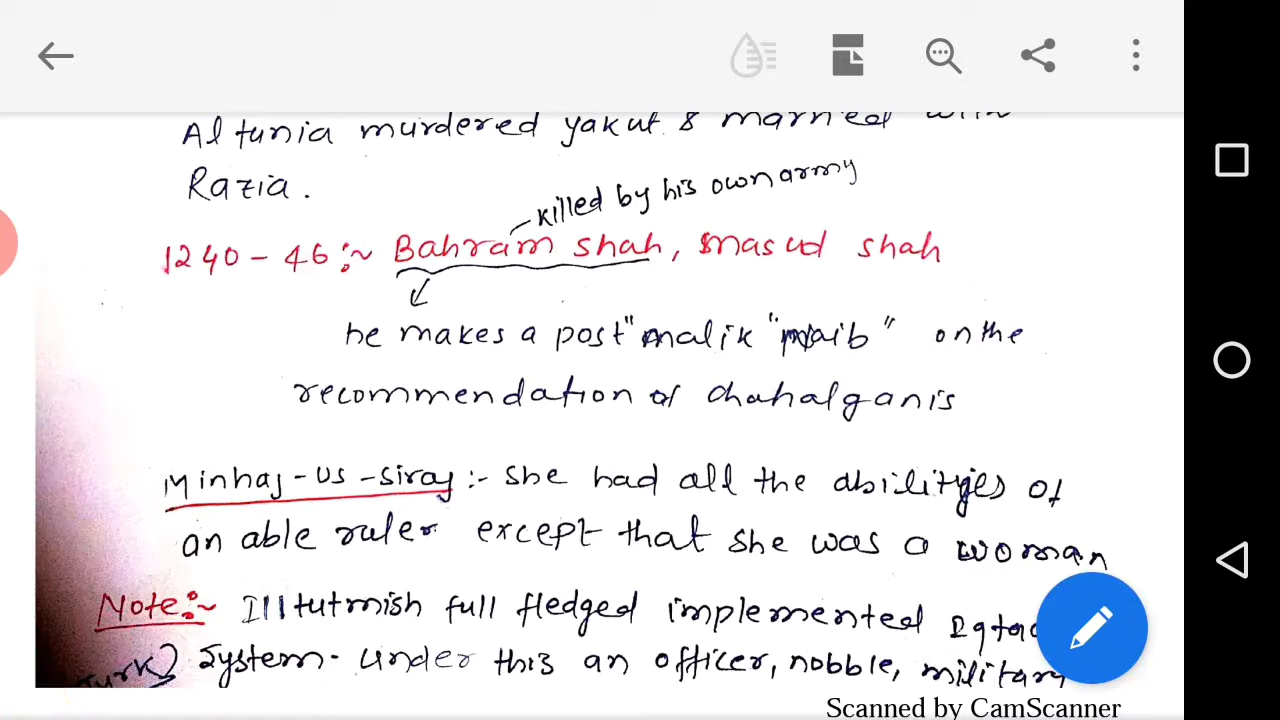 Altunia murdered yakut & married with
Razia.
killed by his own army
1240-46:~ Bahram shah, masud shah
he makes a post "malik "naib" on the
recommendation of chahalganis
Minhaj-us-siraj :- she had all the abilities of
an able ruler except that she was a woman
Note:~ Illtutmish full fledged implemented
Turk) System. Under this an officer, nobble, military
Scanned by CamScanner